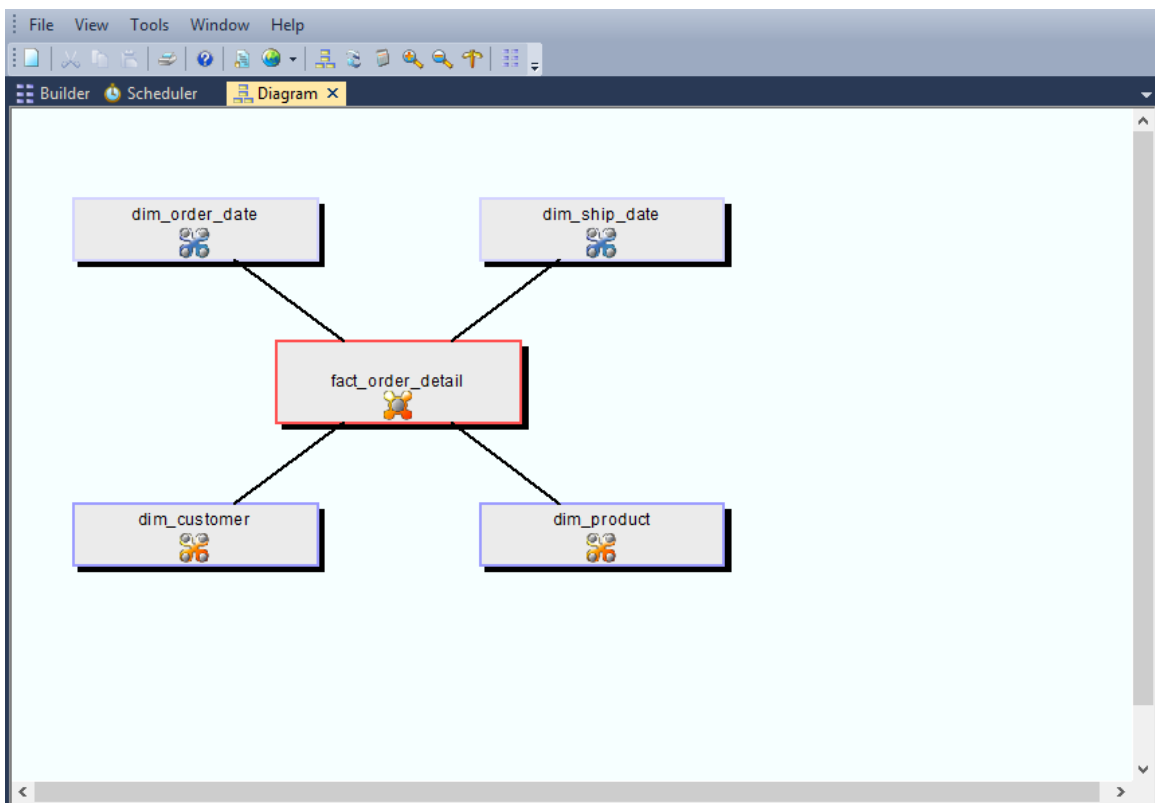 File View Tools Window Help
Builder Scheduler Diagram
dim_order_date dim_ship_date
fact_order_detail
dim_customer dim_product